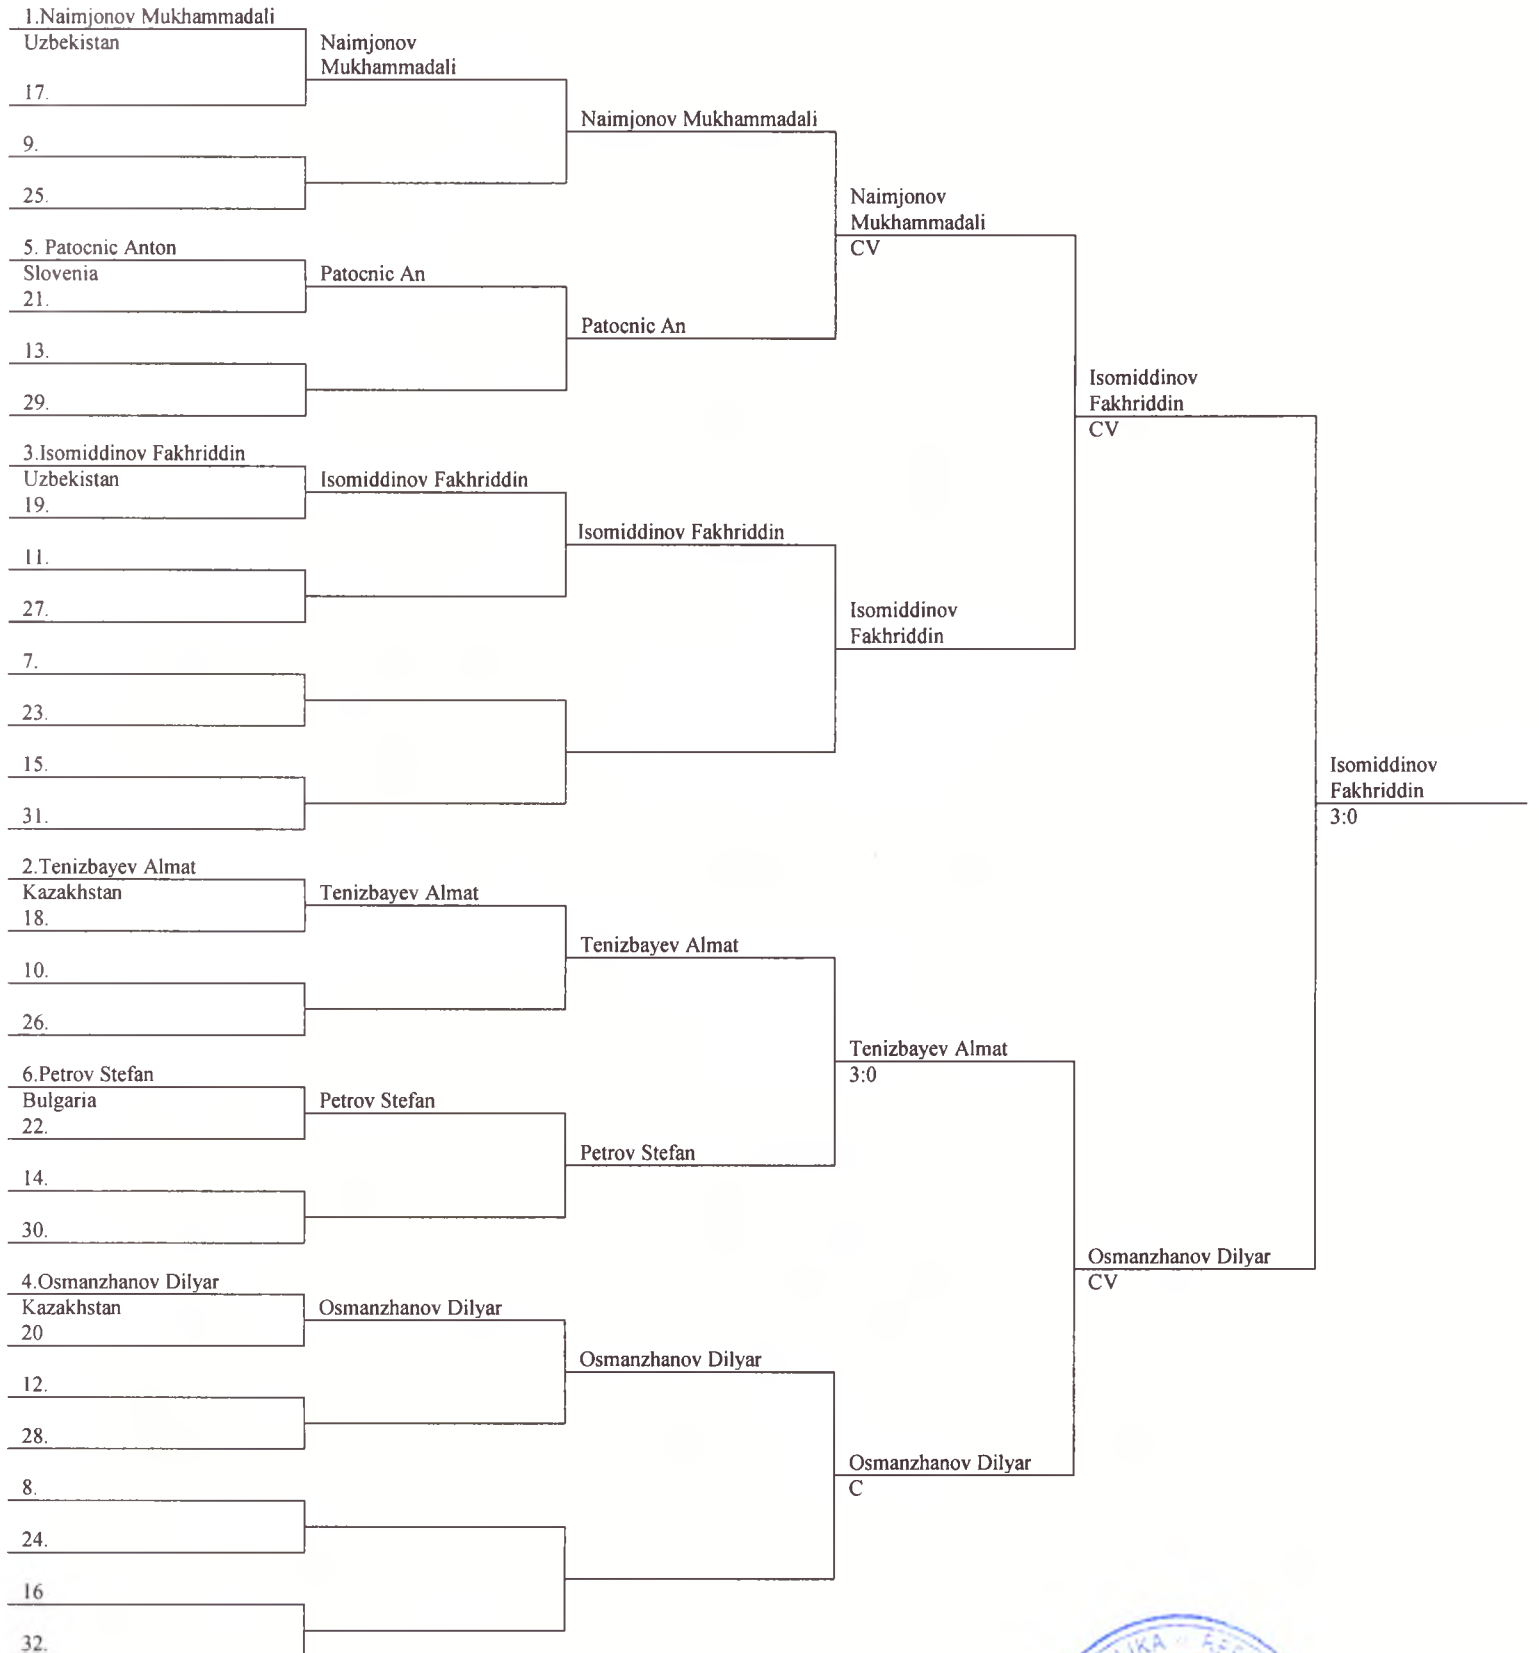 1.Naimjonov Mukhammadali
Uzbekistan
17.
9.
25.
5. Patocnic Anton
Slovenia
21.
13.
29.
3.Isomiddinov Fakhriddin
Uzbekistan
19.
11.
27.
7.
23.
15.
31.
2.Tenizbayev Almat
Kazakhstan
18.
10.
26.
6.Petrov Stefan
Bulgaria
22.
14.
30.
4.Osmanzhanov Dilyar
Kazakhstan
20
12.
28.
8.
24.
16
32.
Naimjonov
Mukhammadali
Patocnic An
Isomiddinov Fakhriddin
Tenizbayev Almat
Petrov Stefan
Osmanzhanov Dilyar
Naimjonov Mukhammadali
Patocnic An
Isomiddinov Fakhriddin
Tenizbayev Almat
Petrov Stefan
Osmanzhanov Dilyar
Naimjonov
Mukhammadali
CV
Isomiddinov
Fakhriddin
Tenizbayev Almat
3:0
Osmanzhanov Dilyar
C
Isomiddinov
Fakhriddin
CV
Osmanzhanov Dilyar
CV
Isomiddinov
Fakhriddin
3:0